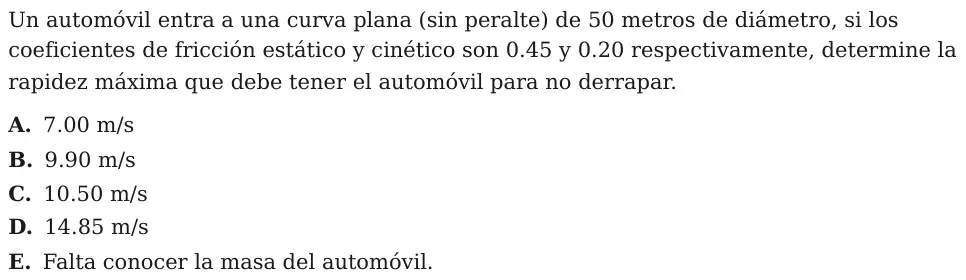 Un automóvil entra a una curva plana (sin peralte) de 50 metros de diámetro, si los
coeficientes de fricción estático y cinético son 0.45 y 0.20 respectivamente, determine la
rapidez máxima que debe tener el automóvil para no derrapar.
A. 7.00 m/s
B. 9.90 m/s
C. 10.50 m/s
D. 14.85 m/s
E. Falta conocer la masa del automóvil.